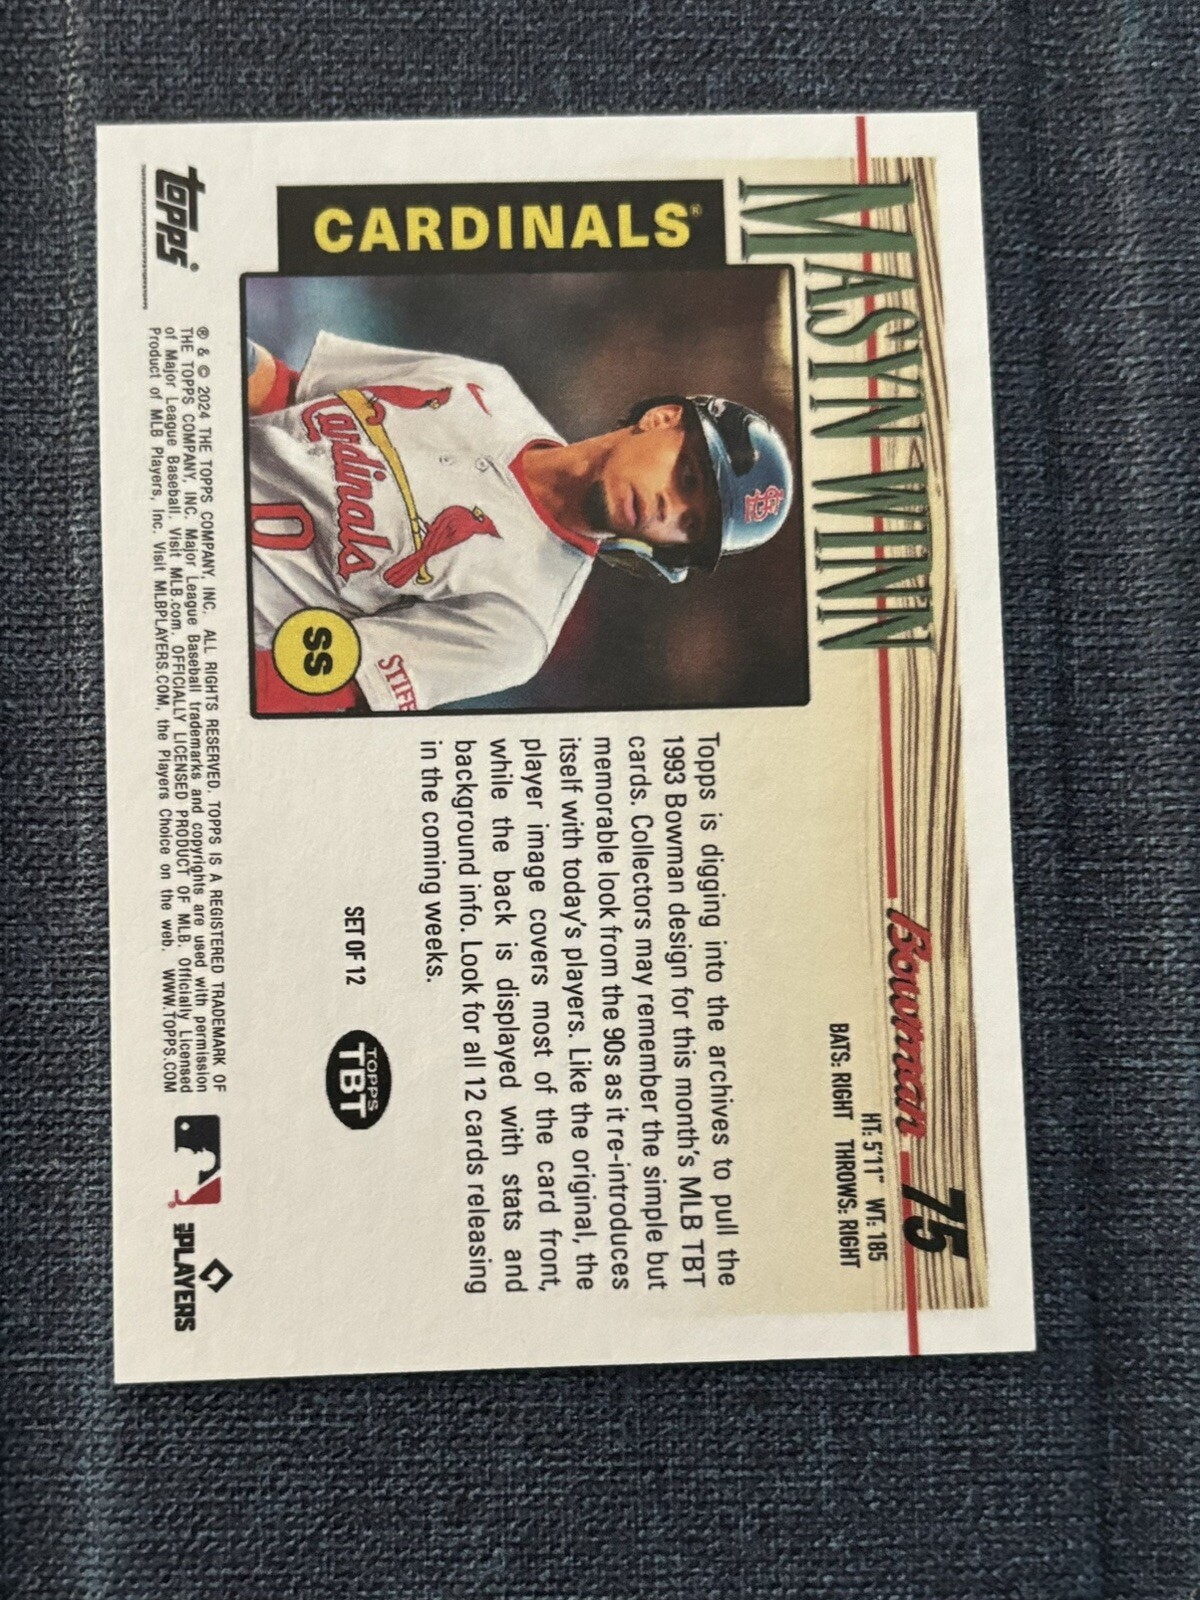 MASYN WINN
Bowman 75
HT: 5'11" WT: 185
BATS: RIGHT THROWS: RIGHT
CARDINALS®
Cardinals
0
STIFE
SS
Topps is digging into the archives to pull the
1993 Bowman design for this month's MLB TBT
cards. Collectors may remember the simple but
memorable look from the 90s as it re-introduces
itself with today's players. Like the original, the
player image covers most of the card front,
while the back is displayed with stats and
background info. Look for all 12 cards releasing
in the coming weeks.
SET OF 12
TOPPS
TBT
topps®
® & © 2024 THE TOPPS COMPANY, INC. ALL RIGHTS RESERVED. TOPPS IS A REGISTERED TRADEMARK OF
THE TOPPS COMPANY, INC. Major League Baseball trademarks and copyrights are used with permission
of Major League Baseball. Visit MLB.com. OFFICIALLY LICENSED PRODUCT OF MLB. Officially Licensed
Product of MLB Players, Inc. Visit MLBPLAYERS.COM, the Players Choice on the web. WWW.TOPPS.COM
MLB PLAYERS